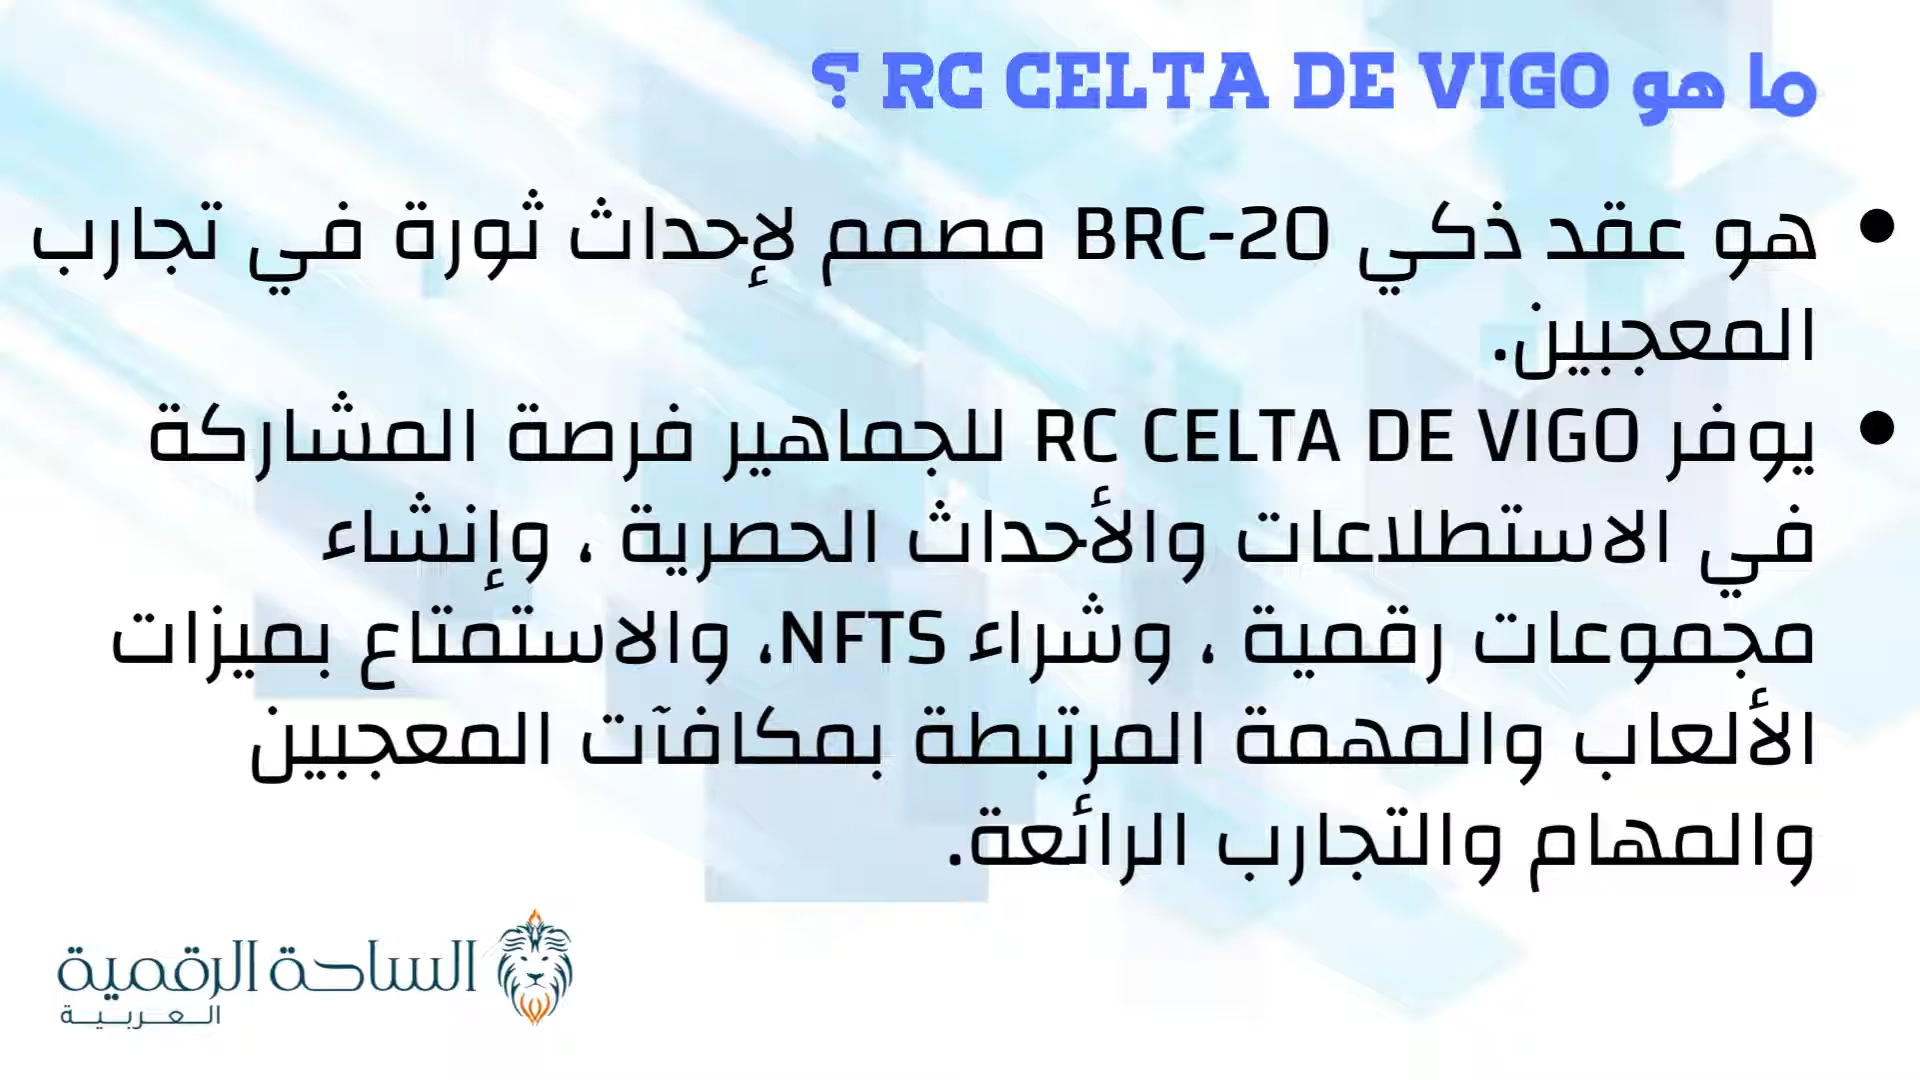 ما هو RC CELTA DE VIGO ؟
• هو عقد ذكي BRC-20 مصمم لإحداث ثورة في تجارب
المعجبين.
• يوفر RC CELTA DE VIGO للجماهير فرصة المشاركة
في الاستطلاعات والأحداث الحصرية ، وإنشاء
مجموعات رقمية ، وشراء NFTS، والاستمتاع بميزات
الألعاب والمهمة المرتبطة بمكافآت المعجبين
والمهام والتجارب الرائعة.
الساحة الرقمية
العربية